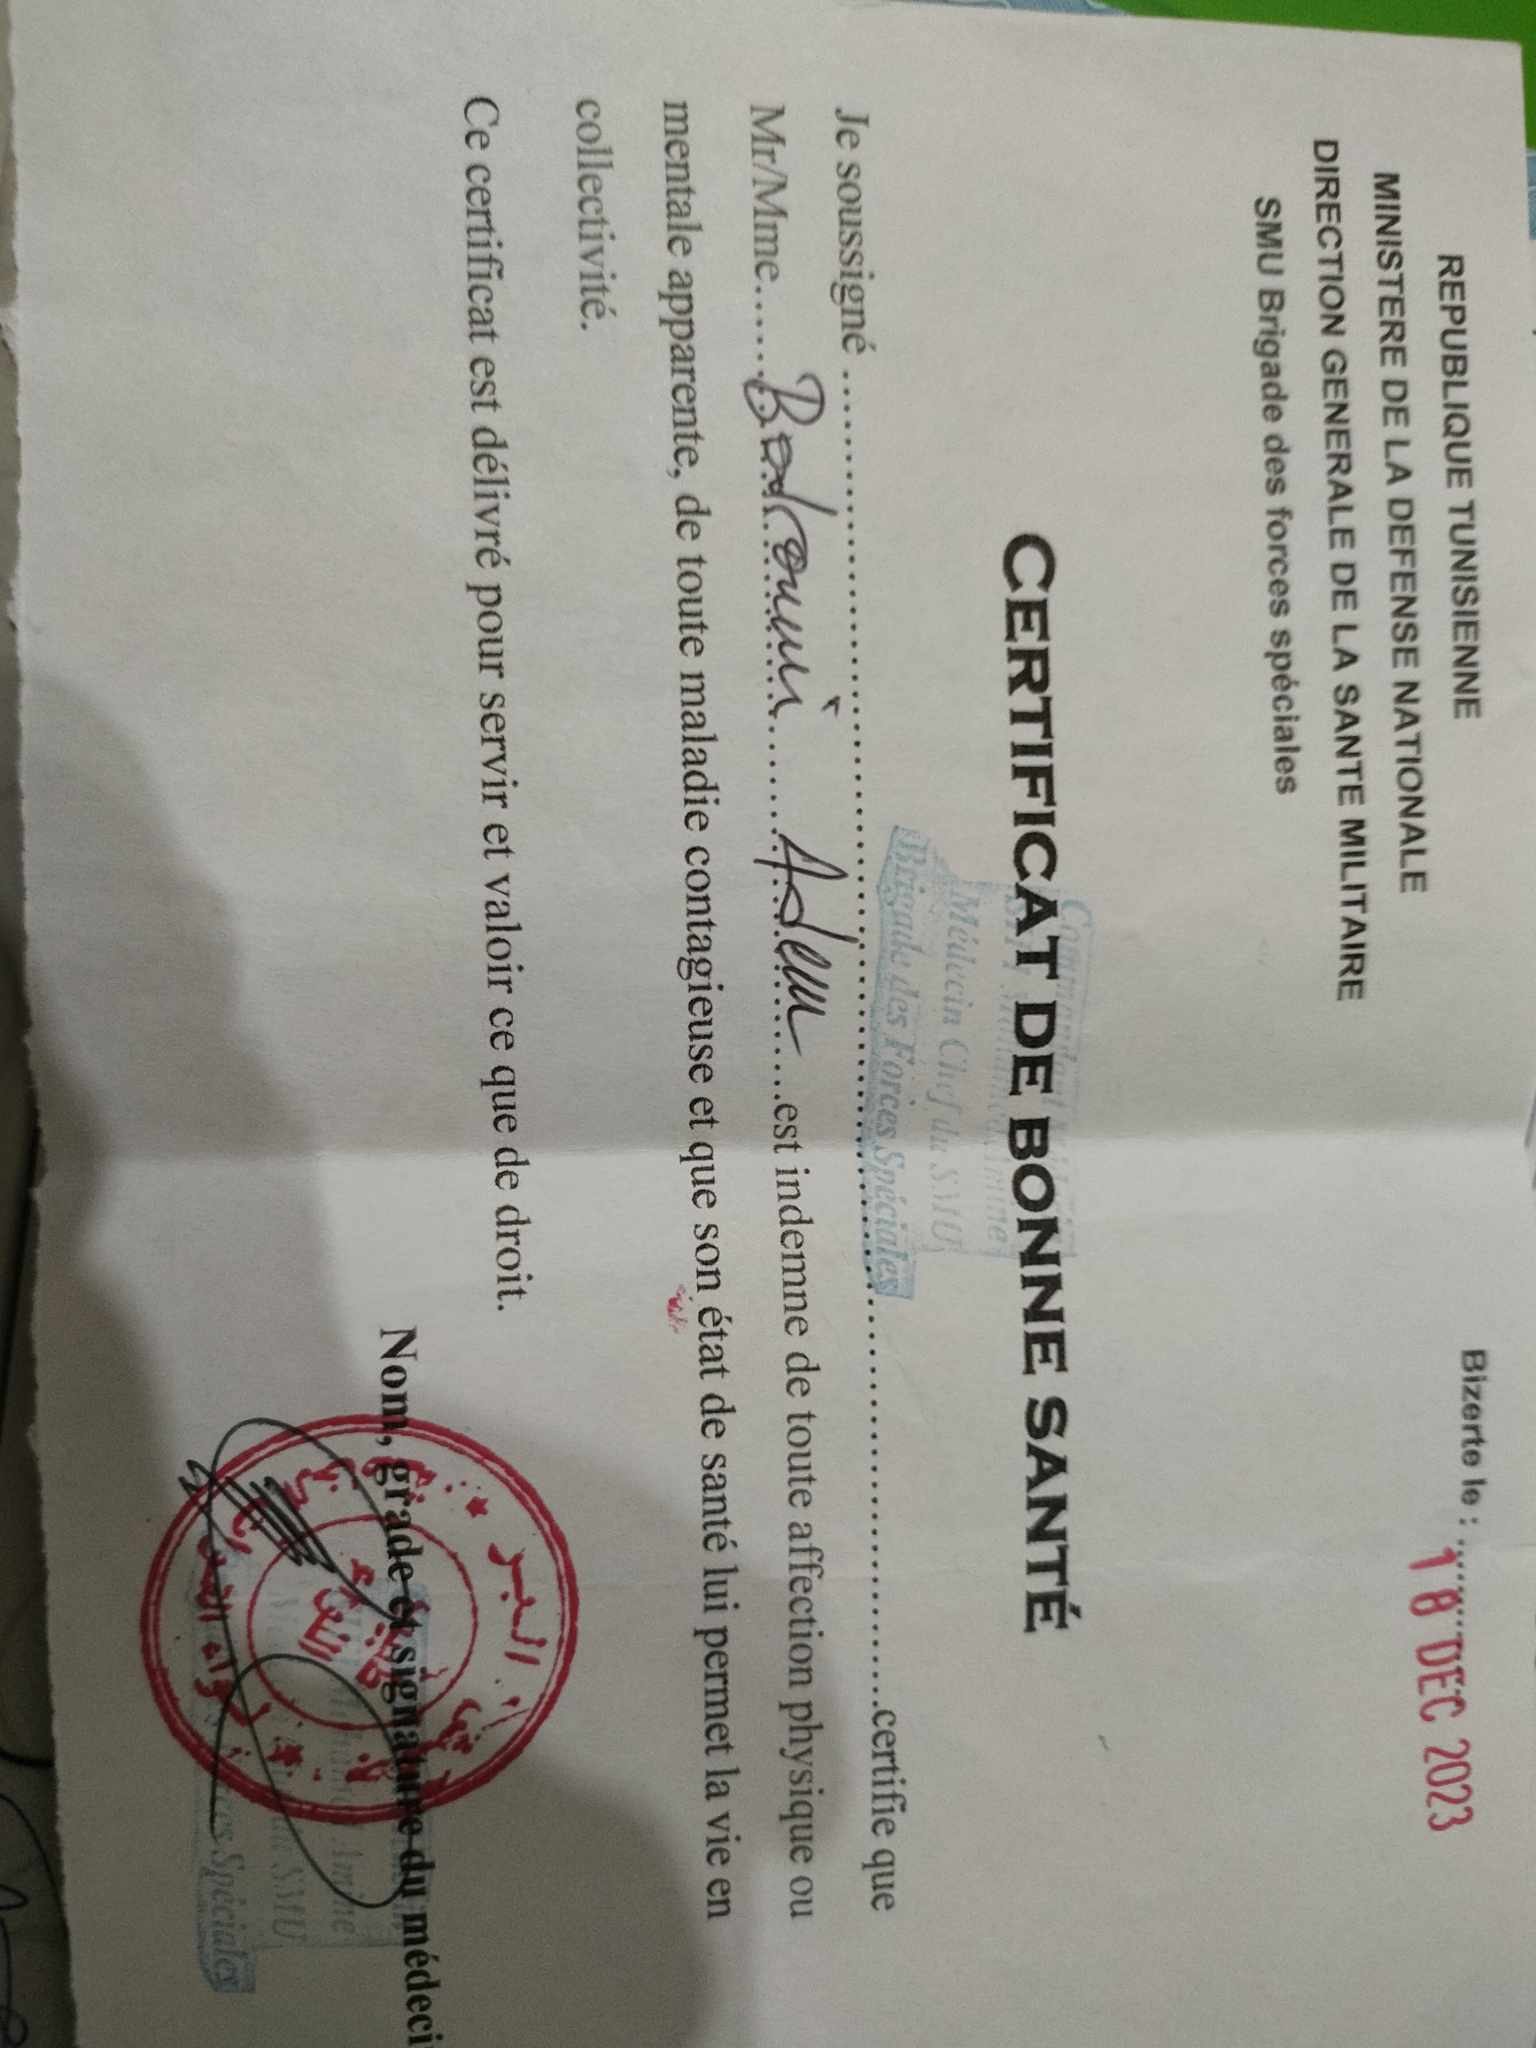 REPUBLIQUE TUNISIENNE
MINISTERE DE LA DEFENSE NATIONALE
DIRECTION GENERALE DE LA SANTE MILITAIRE
SMU Brigade des forces spéciales
Bizerte le : ............
18 DEC 2023
CERTIFICAT DE BONNE SANTÉ
Médecin Chef du SMU
Brigade des Forces Spéciales
Je soussigné ........................................certifie que
Mr/Mme...... Adem ......est indemne de toute affection physique ou
mentale apparente, de toute maladie contagieuse et que son état de santé lui permet la vie en
collectivité.
Ce certificat est délivré pour servir et valoir ce que de droit.
Nom, grade et signature du médeci
Amine
SMU
Spéciales